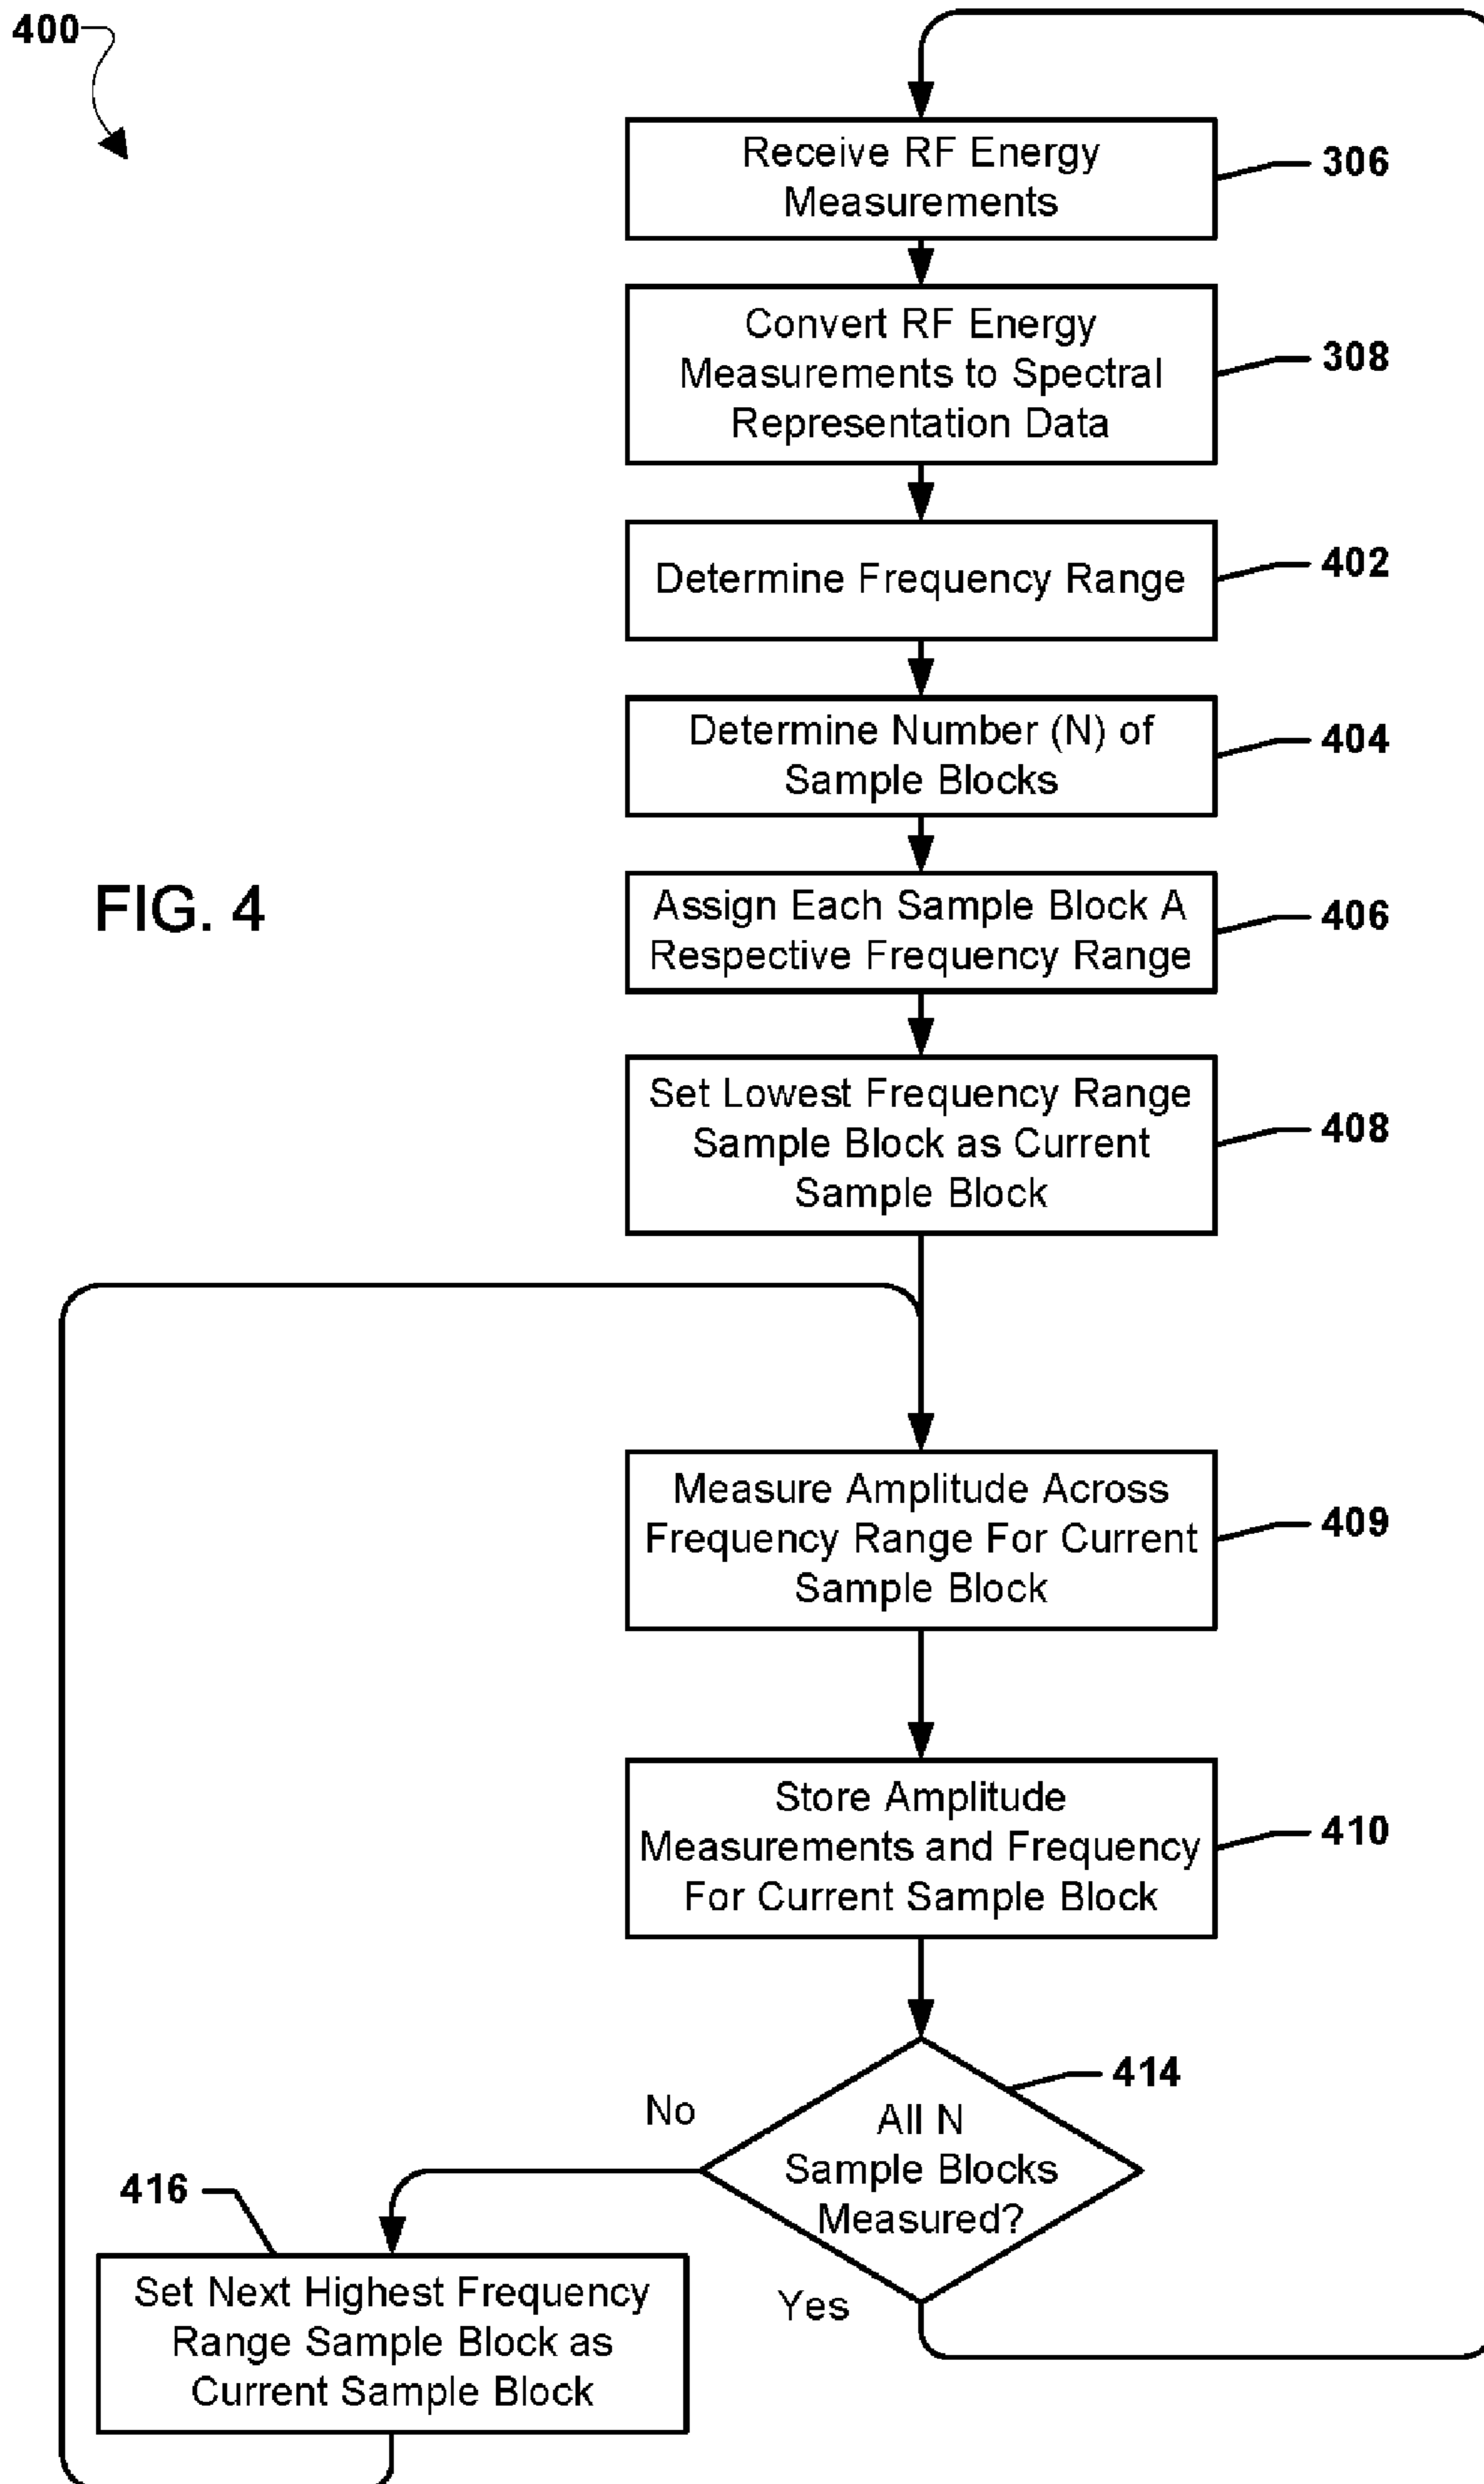 400
Receive RF Energy
Measurements
306
Convert RF Energy
Measurements to Spectral
Representation Data
308
Determine Frequency Range
402
Determine Number (N) of
Sample Blocks
404
FIG. 4
Assign Each Sample Block A
Respective Frequency Range
406
Set Lowest Frequency Range
Sample Block as Current
Sample Block
408
Measure Amplitude Across
Frequency Range For Current
Sample Block
409
Store Amplitude
Measurements and Frequency
For Current Sample Block
410
414
No
All N
Sample Blocks
Measured?
Yes
416
Set Next Highest Frequency
Range Sample Block as
Current Sample Block